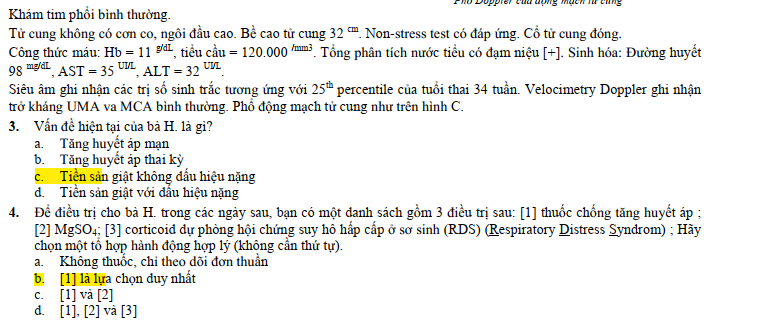 Phổ Doppler của động mạch tử cung
Khám tim phổi bình thường.
Tử cung không có cơn co, ngôi đầu cao. Bề cao tử cung 32 cm. Non-stress test có đáp ứng. Cổ tử cung đóng.
Công thức máu: Hb = 11 g/dL, tiểu cầu = 120.000 /mm3. Tổng phân tích nước tiểu có đạm niệu [+]. Sinh hóa: Đường huyết
98 mg/dL, AST = 35 UI/L, ALT = 32 UI/L.
Siêu âm ghi nhận các trị số sinh trắc tương ứng với 25th percentile của tuổi thai 34 tuần. Velocimetry Doppler ghi nhận
trở kháng UMA va MCA bình thường. Phổ động mạch tử cung như trên hình C.
3. Vấn đề hiện tại của bà H. là gì?
a. Tăng huyết áp mạn
b. Tăng huyết áp thai kỳ
c. Tiền sản giật không dấu hiệu nặng
d. Tiền sản giật với dấu hiệu nặng
4. Để điều trị cho bà H. trong các ngày sau, bạn có một danh sách gồm 3 điều trị sau: [1] thuốc chống tăng huyết áp ;
[2] MgSO4; [3] corticoid dự phòng hội chứng suy hô hấp cấp ở sơ sinh (RDS) (Respiratory Distress Syndrom) ; Hãy
chọn một tổ hợp hành động hợp lý (không cần thứ tự).
a. Không thuốc, chỉ theo dõi đơn thuần
b. [1] là lựa chọn duy nhất
c. [1] và [2]
d. [1], [2] và [3]